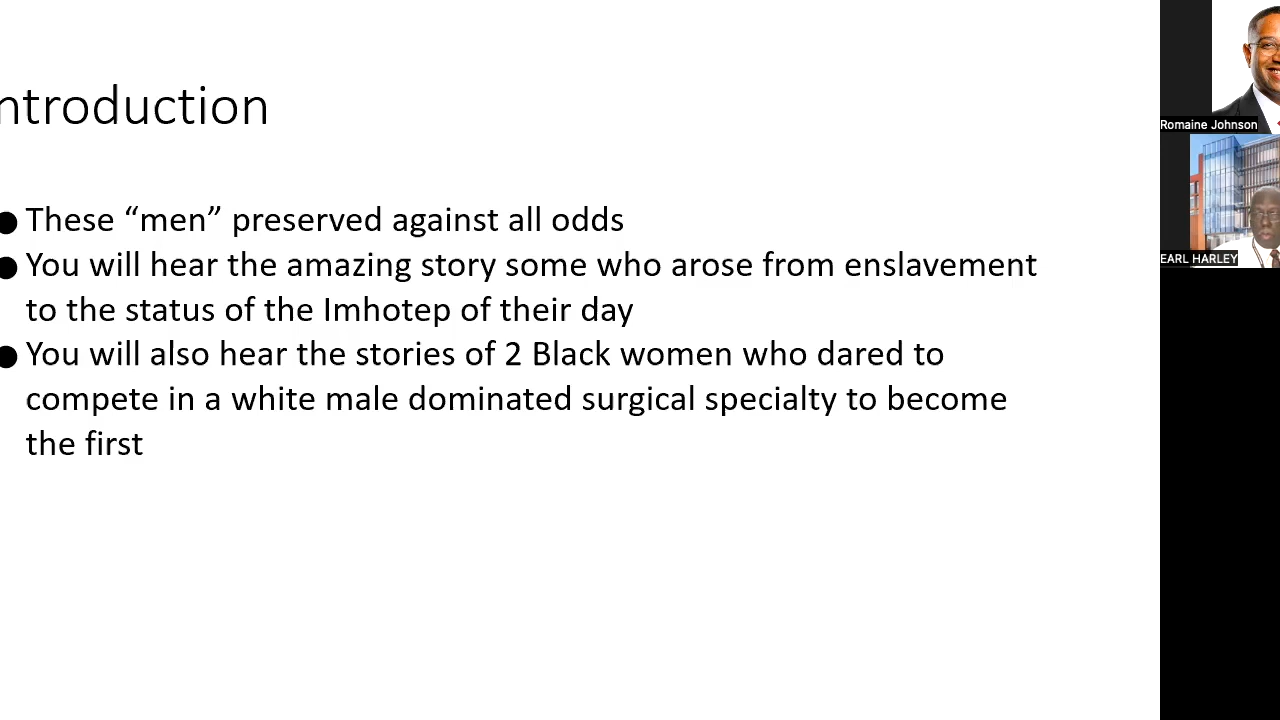 ntroduction
● These “men” preserved against all odds
● You will hear the amazing story some who arose from enslavement
to the status of the Imhotep of their day
● You will also hear the stories of 2 Black women who dared to
compete in a white male dominated surgical specialty to become
the first
Romaine Johnson
EARL HARLEY